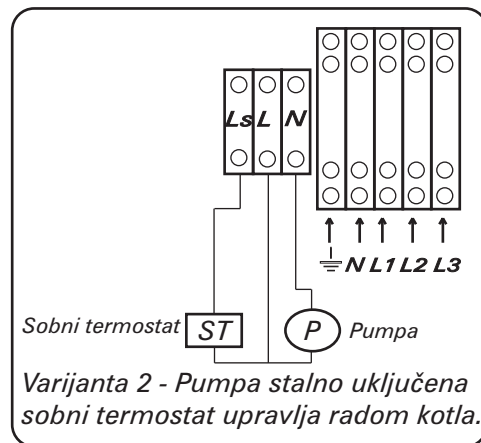 Ls L N
N L1 L2 L3
Sobni termostat ST P Pumpa
Varijanta 2 - Pumpa stalno uključena
sobni termostat upravlja radom kotla.